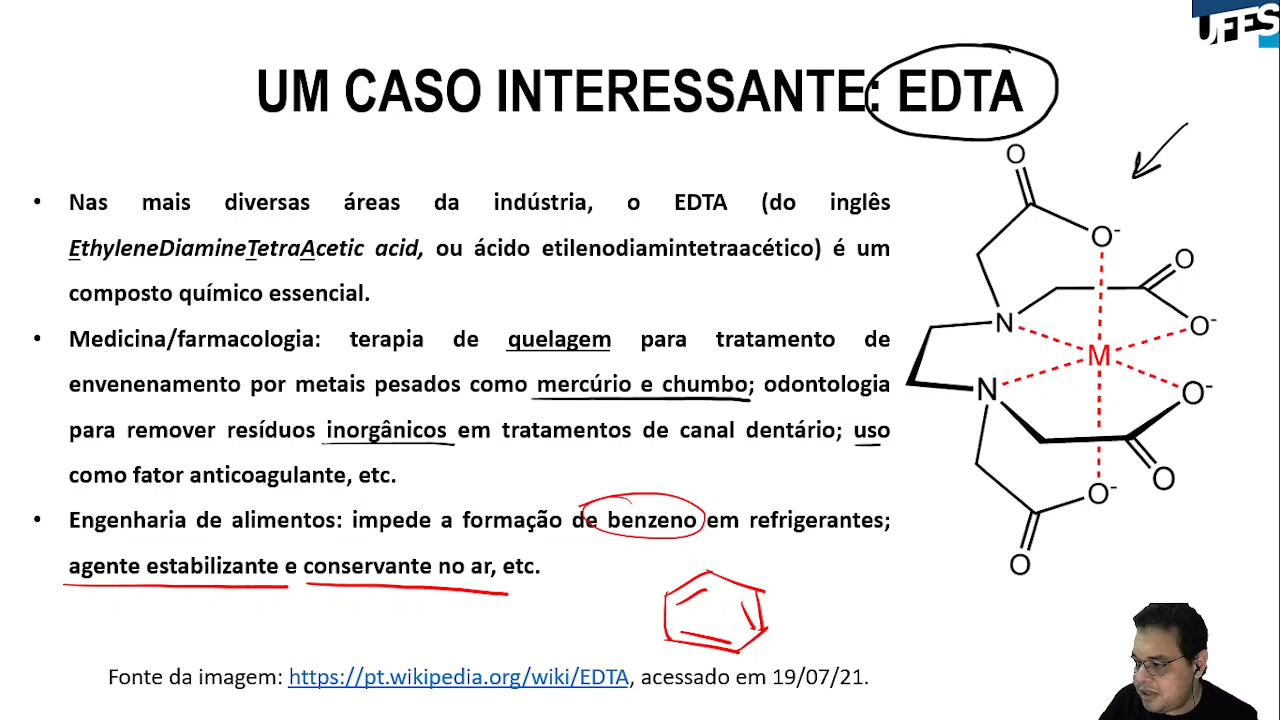 UFES
UM CASO INTERESSANTE: EDTA
• Nas mais diversas áreas da indústria, o EDTA (do inglês
EthyleneDiamineTetraAcetic acid, ou ácido etilenodiamintetraacético) é um
composto químico essencial.
• Medicina/farmacologia: terapia de quelagem para tratamento de
envenenamento por metais pesados como mercúrio e chumbo; odontologia
para remover resíduos inorgânicos em tratamentos de canal dentário; uso
como fator anticoagulante, etc.
• Engenharia de alimentos: impede a formação de benzeno em refrigerantes;
agente estabilizante e conservante no ar, etc.
O
O-
O
N
O-
M
N
O-
O
O-
O
Fonte da imagem: https://pt.wikipedia.org/wiki/EDTA, acessado em 19/07/21.